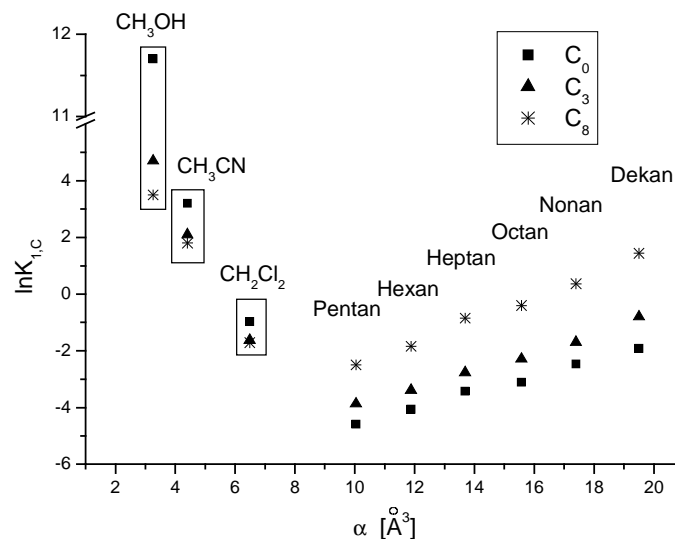 CH₃OH
12
11
4
2
0
-2
-4
-6
lnK₁,C
C₀
C₃
C₈
CH₃CN
CH₂Cl₂
Pentan
Hexan
Heptan
Octan
Nonan
Dekan
2 4 6 8 10 12 14 16 18 20
α [Å³]